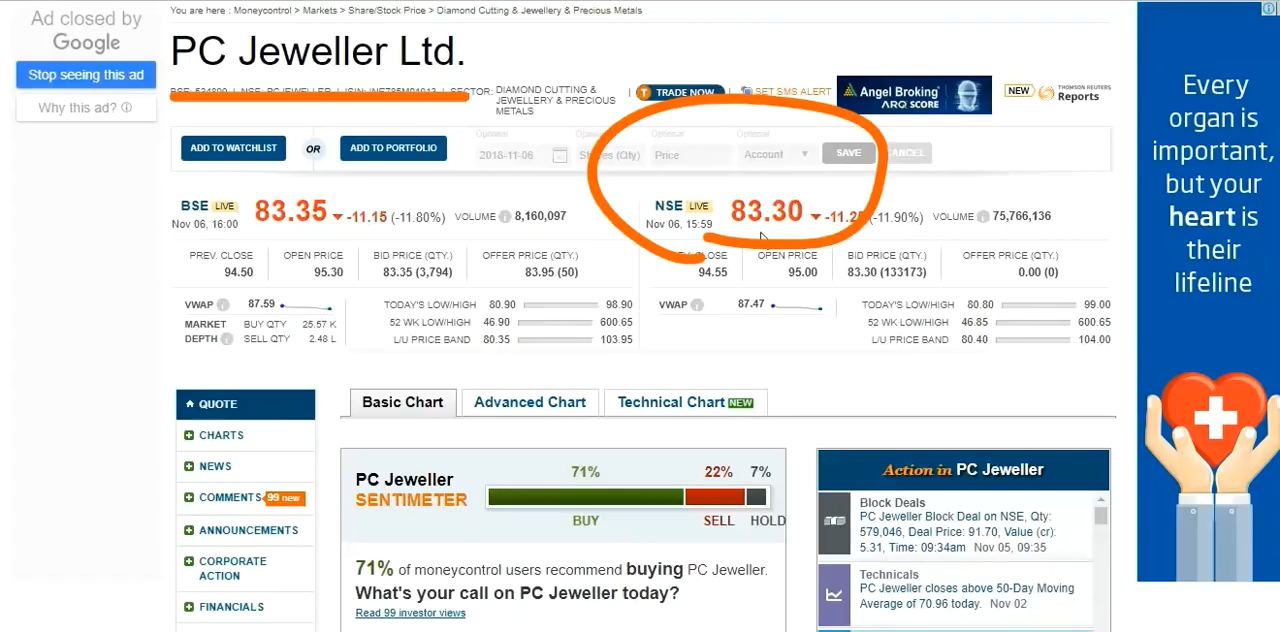 Ad closed by
Google
Stop seeing this ad
Why this ad? ⓘ
You are here : Moneycontrol > Markets > Share/Stock Price > Diamond Cutting & Jewellery & Precious Metals
PC Jeweller Ltd.
BSE: 534809 | NSE: PCJEWELLER | ISIN: INE785M01013 | SECTOR: DIAMOND CUTTING & JEWELLERY & PRECIOUS METALS | T TRADE NOW | SET SMS ALERT
Angel Broking
ARQ SCORE
NEW THOMSON REUTERS
Reports
ADD TO WATCHLIST OR ADD TO PORTFOLIO
Optional Optional Optional
2018-11-06 Shares (Qty) Price Account SAVE CANCEL
BSE LIVE 83.35 -11.15 (-11.80%) VOLUME 8,160,097
Nov 06, 16:00
PREV. CLOSE OPEN PRICE BID PRICE (QTY.) OFFER PRICE (QTY.)
94.50 95.30 83.35 (3,794) 83.95 (50)
VWAP 87.59
TODAY'S LOW/HIGH 80.90 98.90
MARKET DEPTH BUY QTY 25.57 K
SELL QTY 2.48 L
52 WK LOW/HIGH 46.90 600.65
L/U PRICE BAND 80.35 103.95
NSE LIVE 83.30 (-11.90%) VOLUME 75,766,136
Nov 06, 15:59
CLOSE OPEN PRICE BID PRICE (QTY.) OFFER PRICE (QTY.)
94.55 95.00 83.30 (133173) 0.00 (0)
VWAP 87.47
TODAY'S LOW/HIGH 80.80 99.00
52 WK LOW/HIGH 46.85 600.65
L/U PRICE BAND 80.40 104.00
QUOTE
CHARTS
NEWS
COMMENTS 99 new
ANNOUNCEMENTS
CORPORATE
ACTION
FINANCIALS
Basic Chart Advanced Chart Technical Chart NEW
PC Jeweller
SENTIMETER
71% 22% 7%
BUY SELL HOLD
71% of moneycontrol users recommend buying PC Jeweller.
What's your call on PC Jeweller today?
Read 99 investor views
Action in PC Jeweller
Block Deals
PC Jeweller Block Deal on NSE, Qty:
579,046, Deal Price: 91.70, Value (cr):
5.31, Time: 09:34am Nov 05, 09:35
Technicals
PC Jeweller closes above 50-Day Moving
Average of 70.96 today. Nov 02
Every
organ is
important,
but your
heart is
their
lifeline